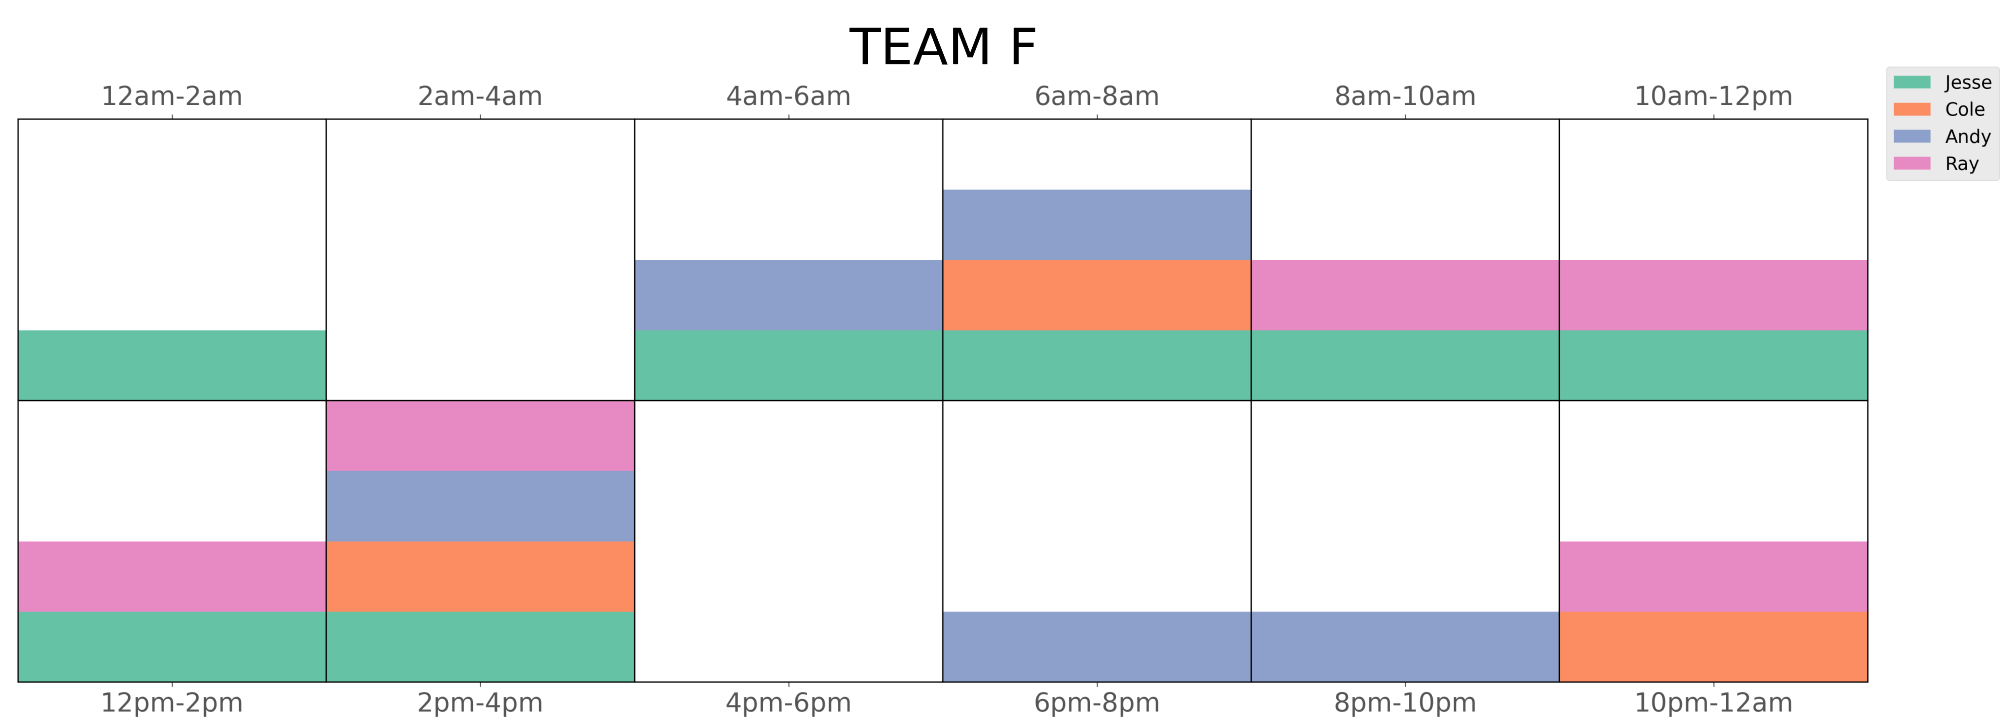 TEAM F
12am-2am 2am-4am 4am-6am 6am-8am 8am-10am 10am-12pm
Jesse
Cole
Andy
Ray
12pm-2pm 2pm-4pm 4pm-6pm 6pm-8pm 8pm-10pm 10pm-12am